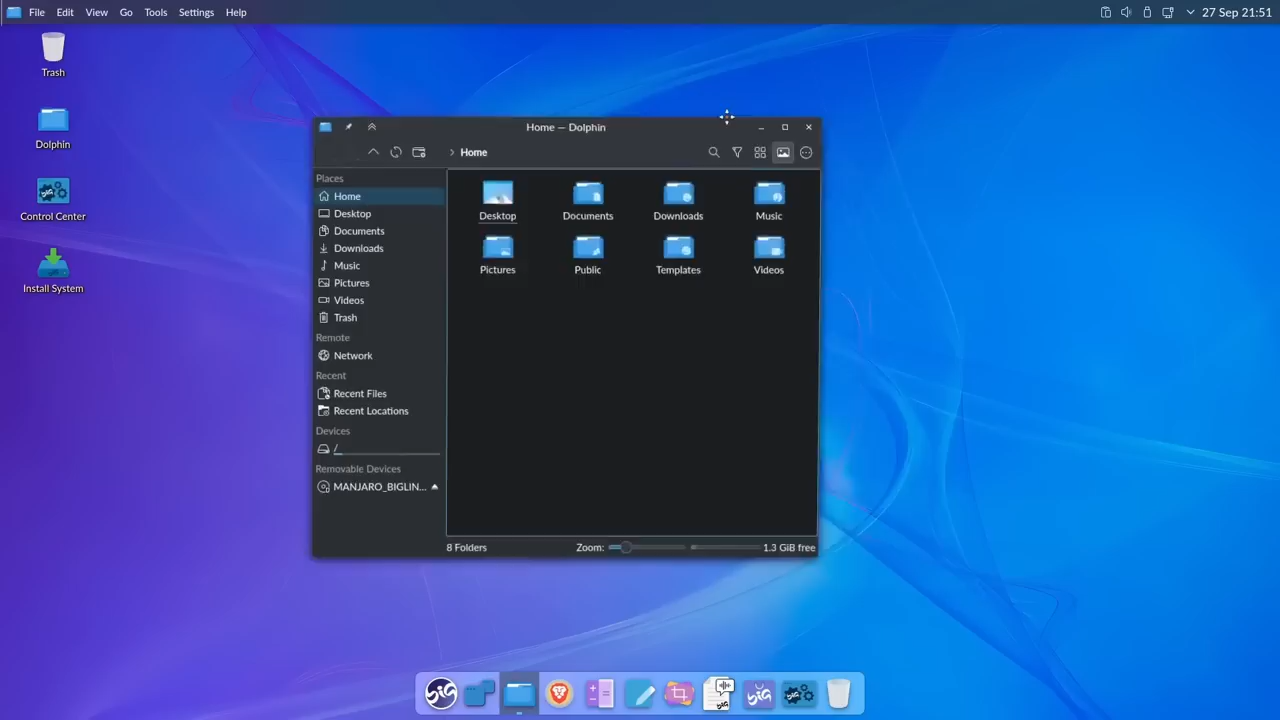 File Edit View Go Tools Settings Help
27 Sep 21:51
Trash
Dolphin
Control Center
Install System
Home — Dolphin
Home
Places
Home
Desktop
Documents
Downloads
Music
Pictures
Videos
Trash
Remote
Network
Recent
Recent Files
Recent Locations
Devices
/
Removable Devices
MANJARO_BIGLIN...
Desktop Documents Downloads Music
Pictures Public Templates Videos
8 Folders Zoom: 1.3 GiB free
BIG